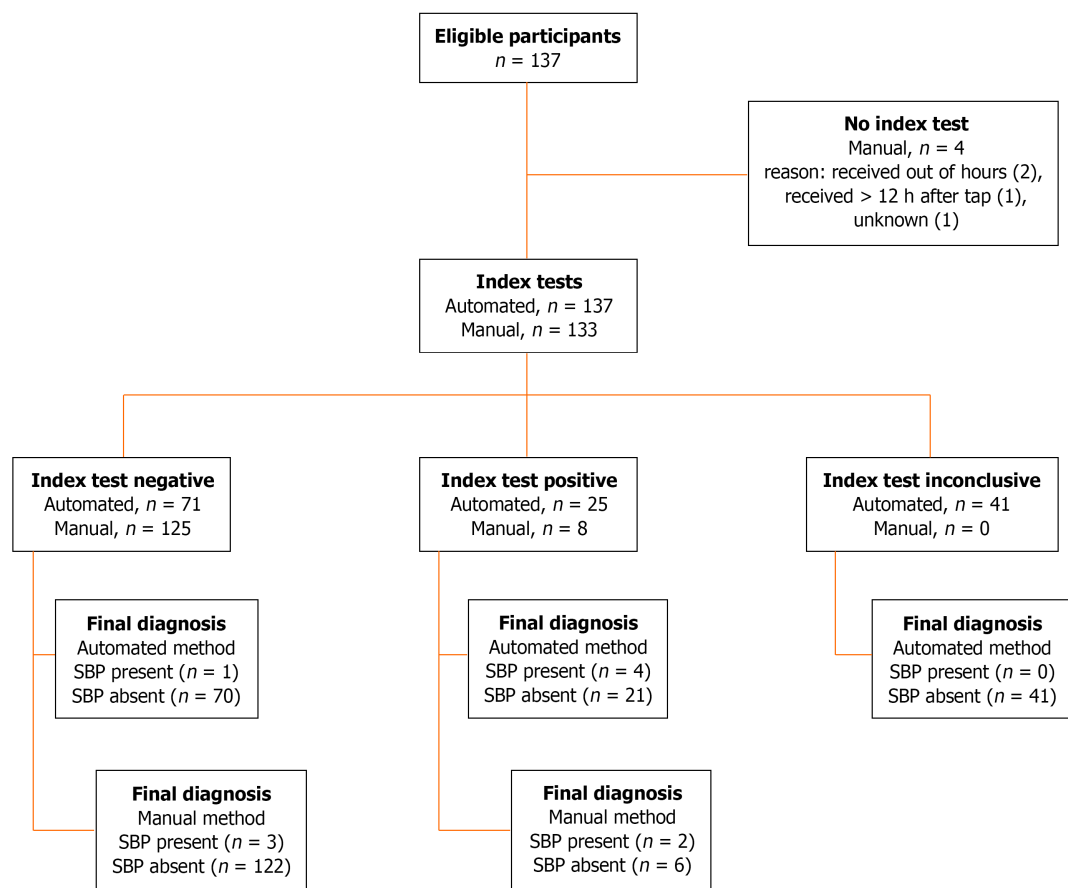 Eligible participants
n = 137
No index test
Manual, n = 4
reason: received out of hours (2),
received > 12 h after tap (1),
unknown (1)
Index tests
Automated, n = 137
Manual, n = 133
Index test negative
Automated, n = 71
Manual, n = 125
Index test positive
Automated, n = 25
Manual, n = 8
Index test inconclusive
Automated, n = 41
Manual, n = 0
Final diagnosis
Automated method
SBP present (n = 1)
SBP absent (n = 70)
Final diagnosis
Automated method
SBP present (n = 4)
SBP absent (n = 21)
Final diagnosis
Automated method
SBP present (n = 0)
SBP absent (n = 41)
Final diagnosis
Manual method
SBP present (n = 3)
SBP absent (n = 122)
Final diagnosis
Manual method
SBP present (n = 2)
SBP absent (n = 6)